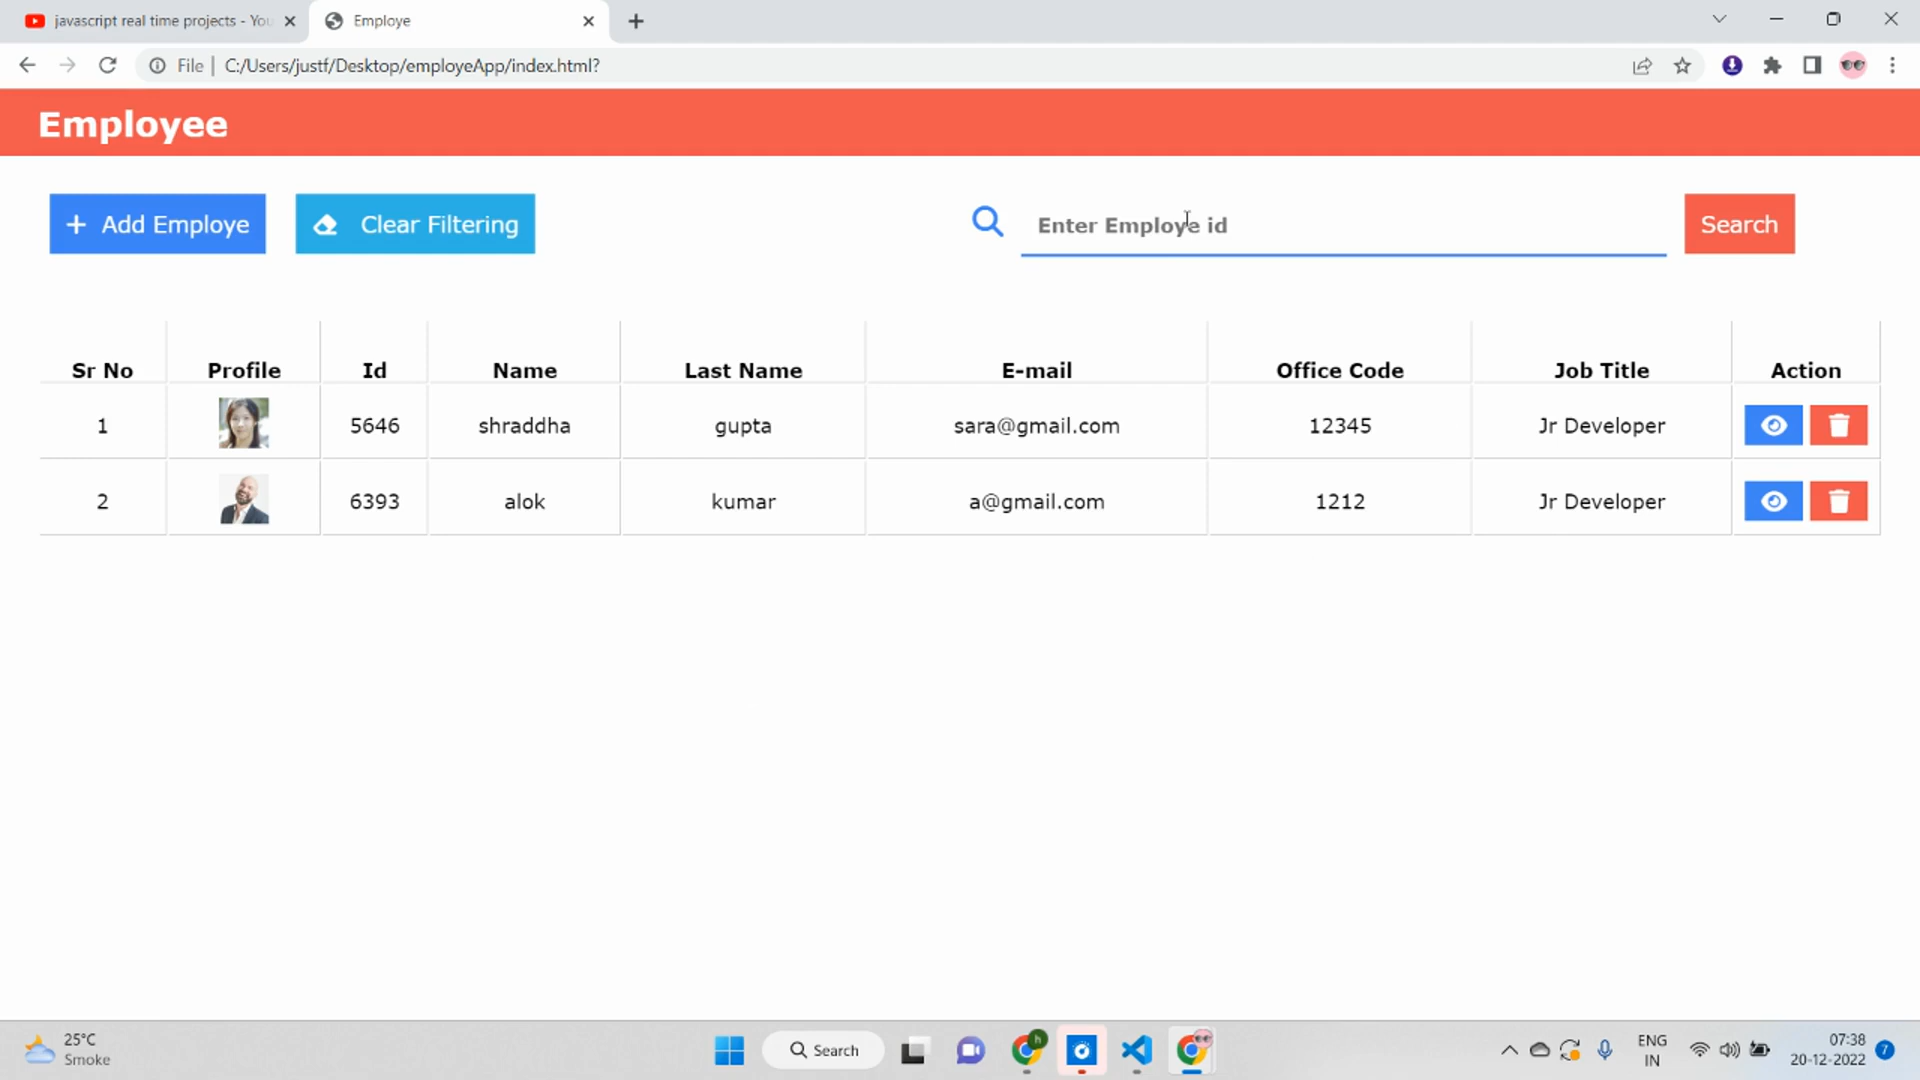 javascript real time projects - You
Employe
File
C:/Users/justf/Desktop/employeApp/index.html?
Employee
Add Employe
Clear Filtering
Enter Employe id
Search
Sr No Profile Id Name Last Name E-mail Office Code Job Title Action
1 5646 shraddha gupta sara@gmail.com 12345 Jr Developer
2 6393 alok kumar a@gmail.com 1212 Jr Developer
25°C
Smoke
Search
h
ENG
IN
07:38
20-12-2022
7